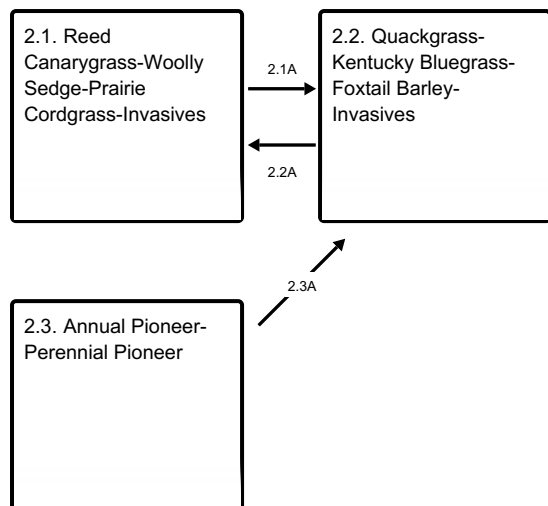 2.1. Reed
Canarygrass-Woolly
Sedge-Prairie
Cordgrass-Invasives
2.1A
2.2A
2.2. Quackgrass-
Kentucky Bluegrass-
Foxtail Barley-
Invasives
2.3A
2.3. Annual Pioneer-
Perennial Pioneer